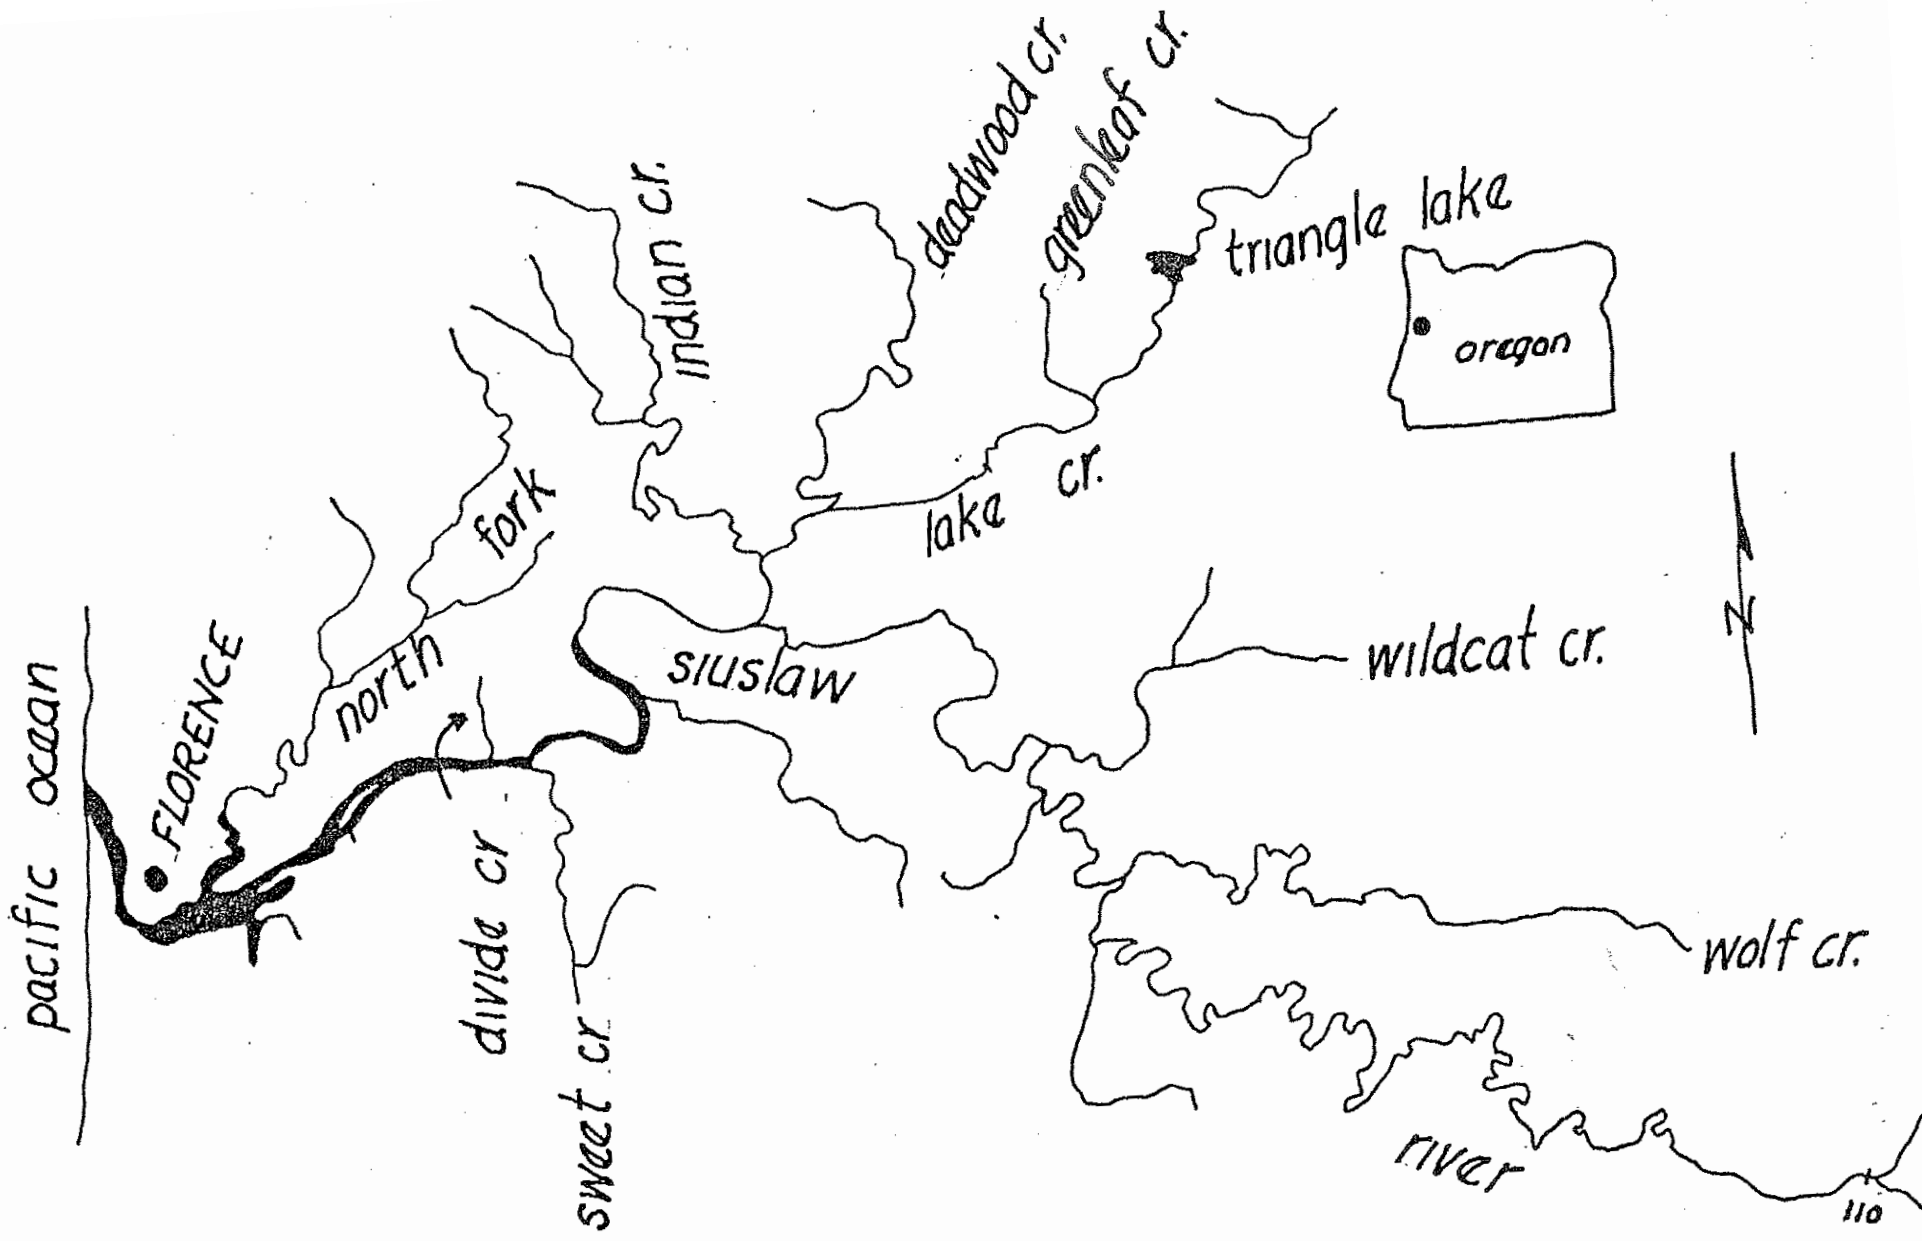 deadwood cr.
greenleaf cr.
indian cr.
triangle lake
oregon
north fork
lake cr.
N
FLORENCE
pacific ocean
siuslaw
wildcat cr.
divide cr
sweet cr
wolf cr.
river
110